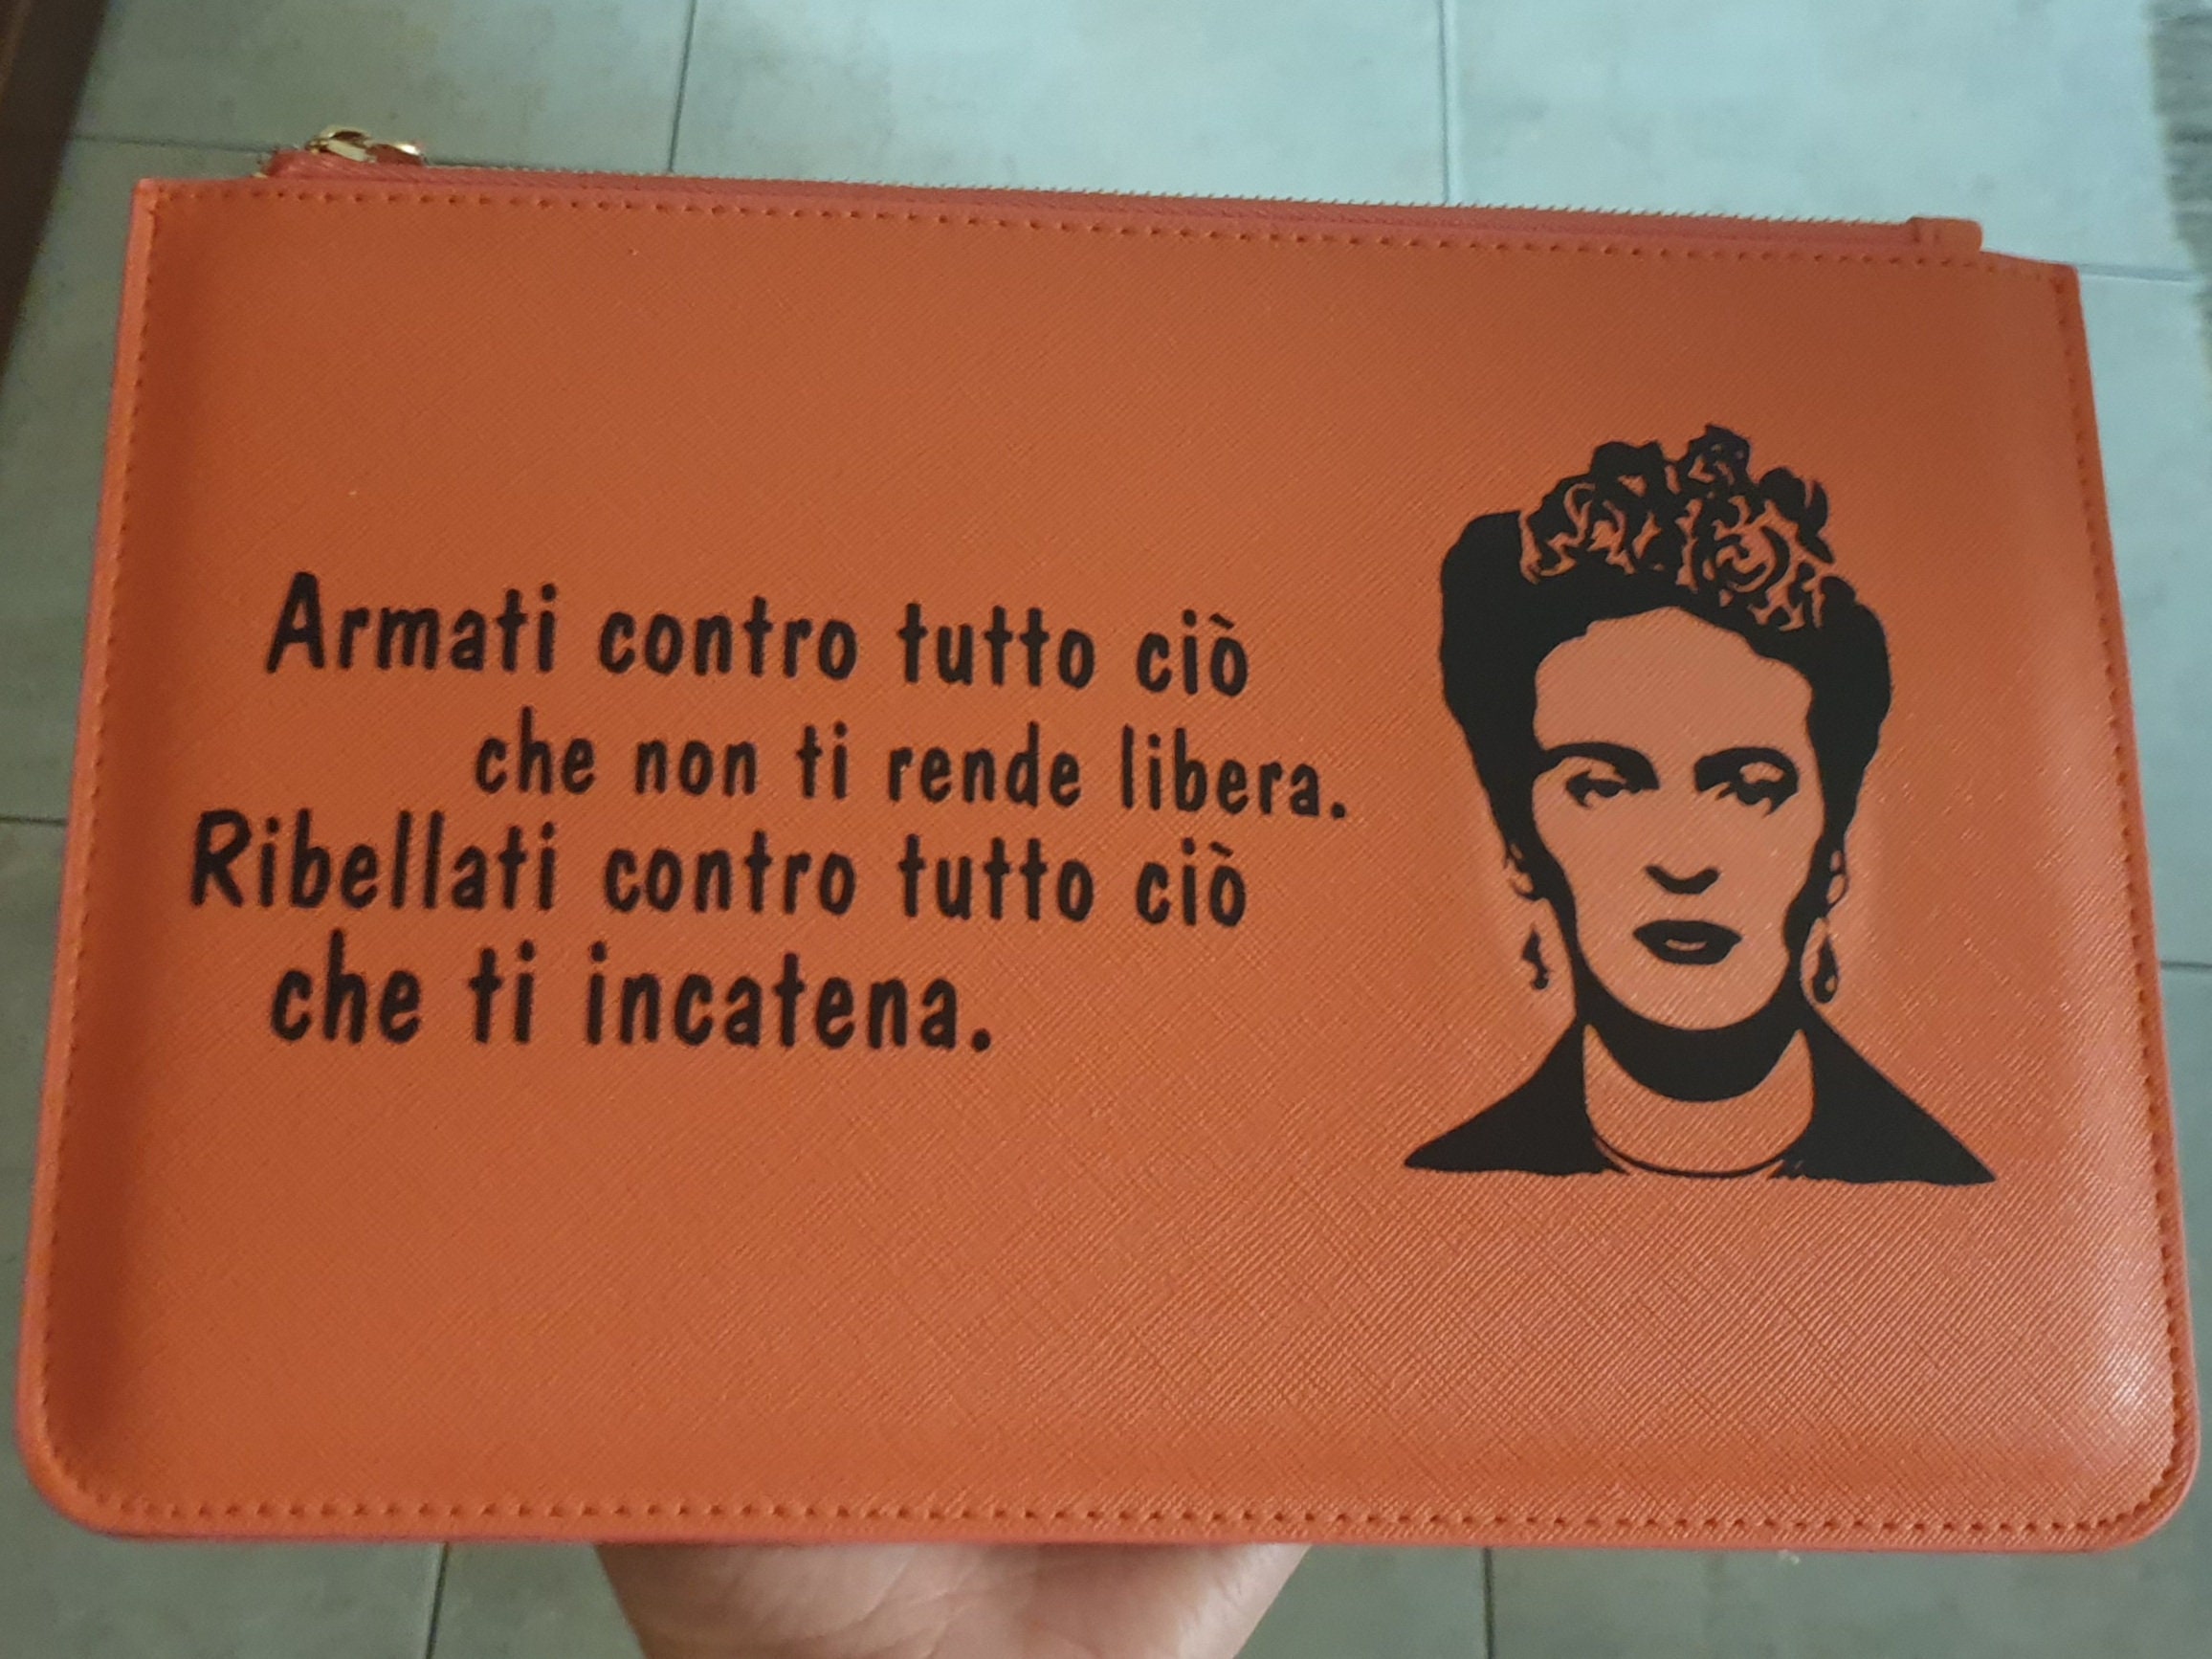 Armati contro tutto ciò
che non ti rende libera.
Ribellati contro tutto ciò
che ti incatena.